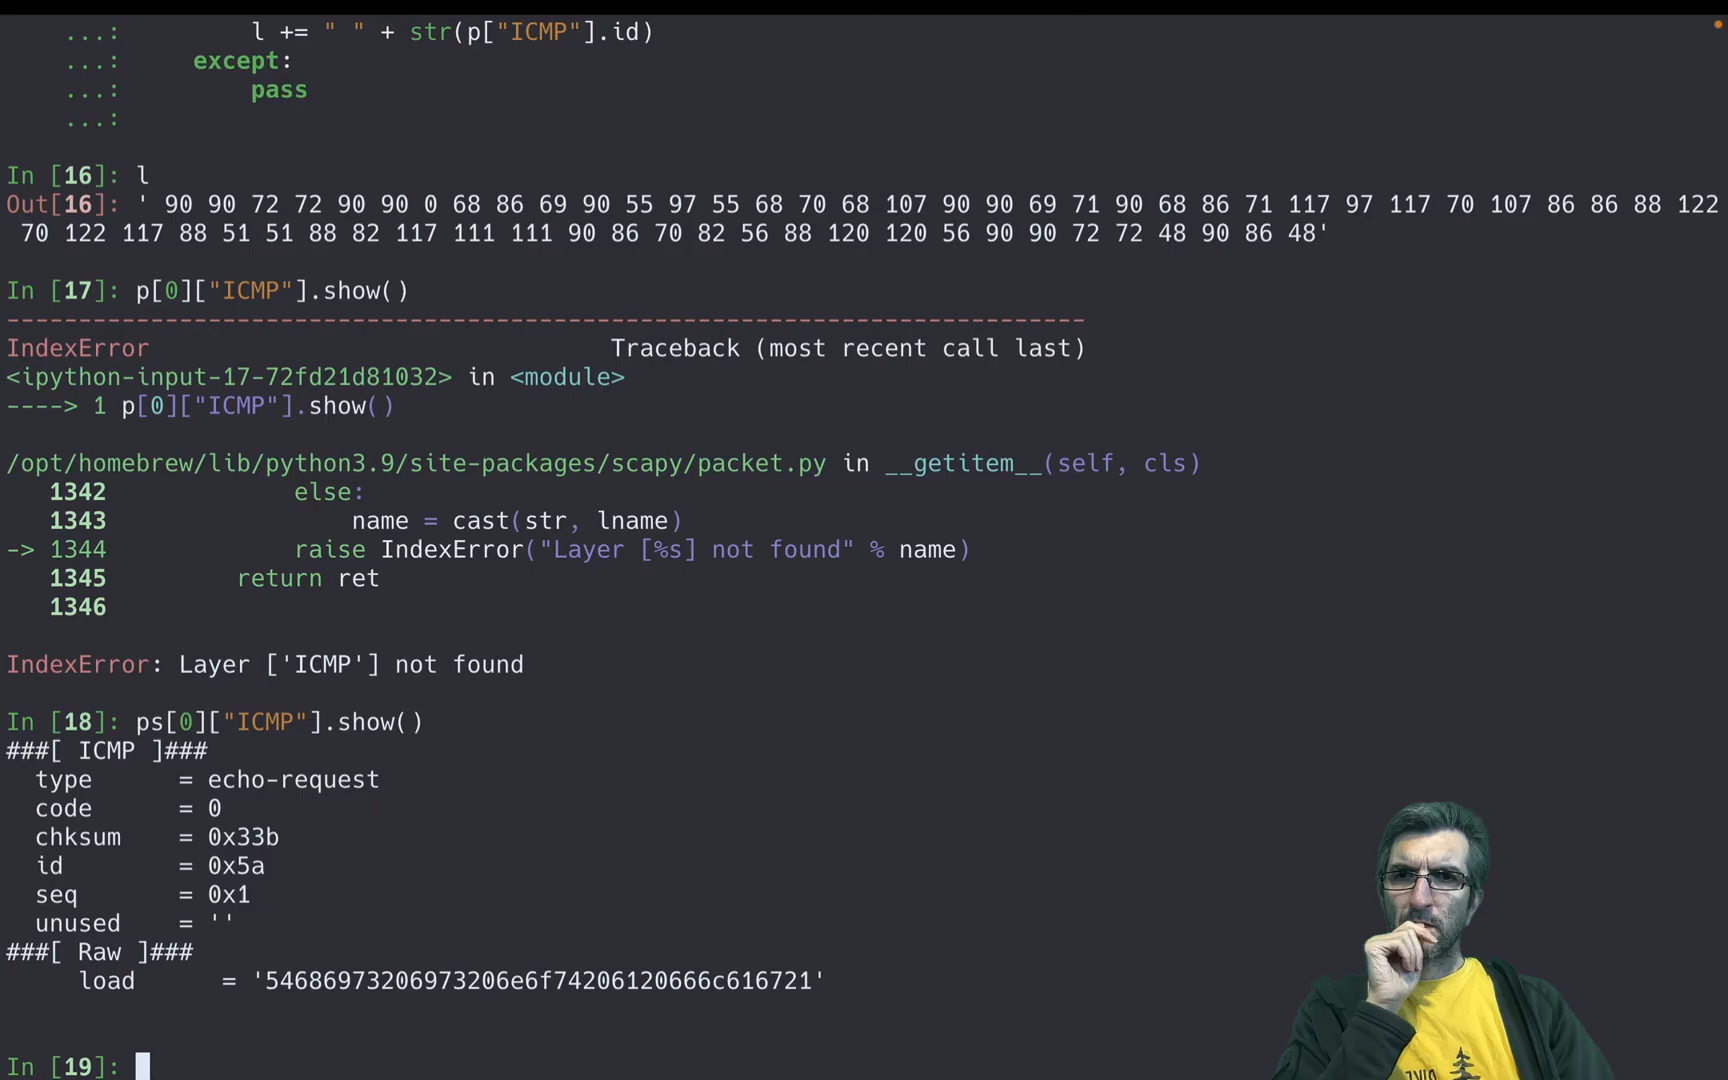 ...: l += " " + str(p["ICMP"].id)
...: except:
...: pass
...:
In [16]: l
Out[16]: ' 90 90 72 72 90 90 0 68 86 69 90 55 97 55 68 70 68 107 90 90 69 71 90 68 86 71 117 97 117 70 107 86 86 88 122
70 122 117 88 51 51 88 82 117 111 111 90 86 70 82 56 88 120 120 56 90 90 72 72 48 90 86 48'
In [17]: p[0]["ICMP"].show()
---------------------------------------------------------------------------
IndexError Traceback (most recent call last)
<ipython-input-17-72fd21d81032> in <module>
----> 1 p[0]["ICMP"].show()
/opt/homebrew/lib/python3.9/site-packages/scapy/packet.py in __getitem__(self, cls)
1342 else:
1343 name = cast(str, lname)
-> 1344 raise IndexError("Layer [%s] not found" % name)
1345 return ret
1346
IndexError: Layer ['ICMP'] not found
In [18]: ps[0]["ICMP"].show()
###[ ICMP ]###
type = echo-request
code = 0
chksum = 0x33b
id = 0x5a
seq = 0x1
unused = ''
###[ Raw ]###
load = '54686973206973206e6f74206120666c616721'
In [19]: